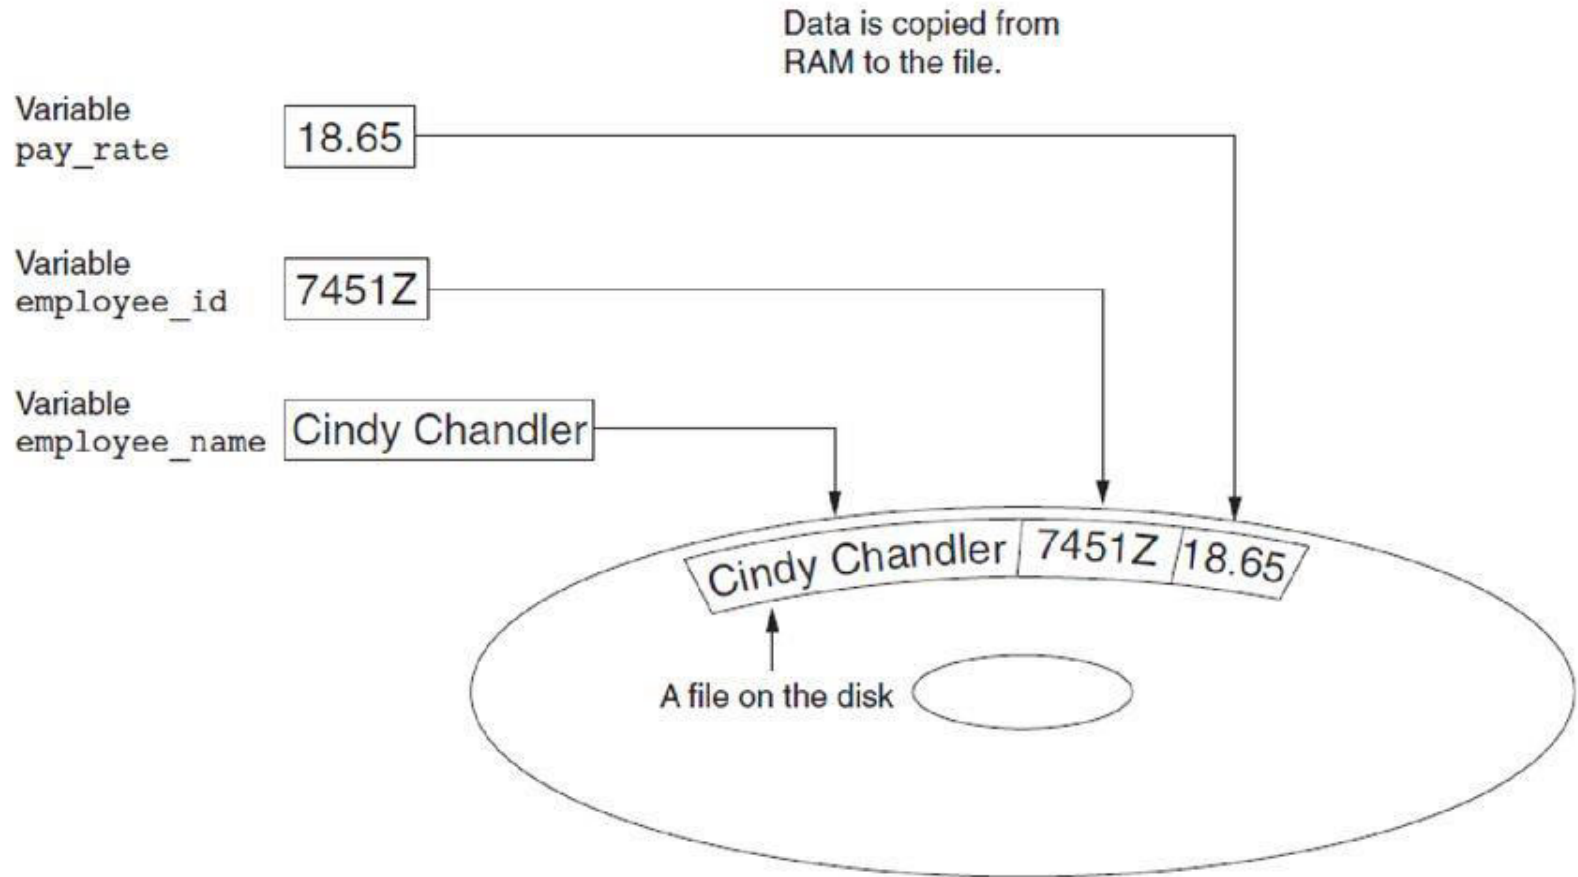 Data is copied from
RAM to the file.
Variable
pay_rate
18.65
Variable
employee_id
7451Z
Variable
employee_name
Cindy Chandler
Cindy Chandler
7451Z
18.65
A file on the disk